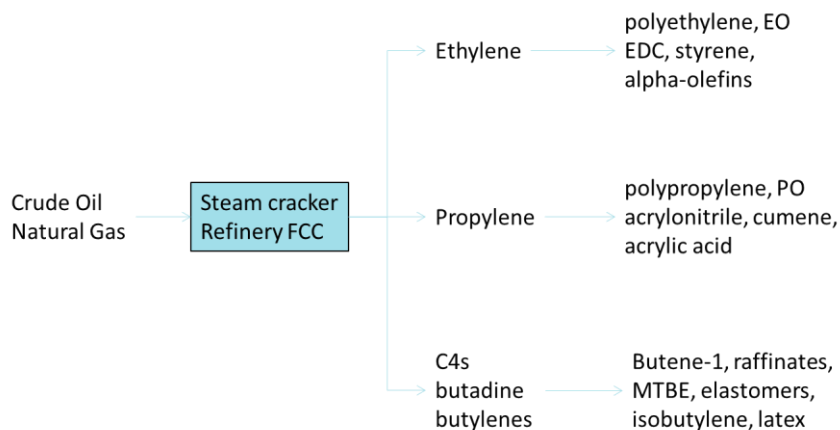 Crude Oil
Natural Gas
Steam cracker
Refinery FCC
Ethylene
polyethylene, EO
EDC, styrene,
alpha-olefins
Propylene
polypropylene, PO
acrylonitrile, cumene,
acrylic acid
C4s
butadine
butylenes
Butene-1, raffinates,
MTBE, elastomers,
isobutylene, latex